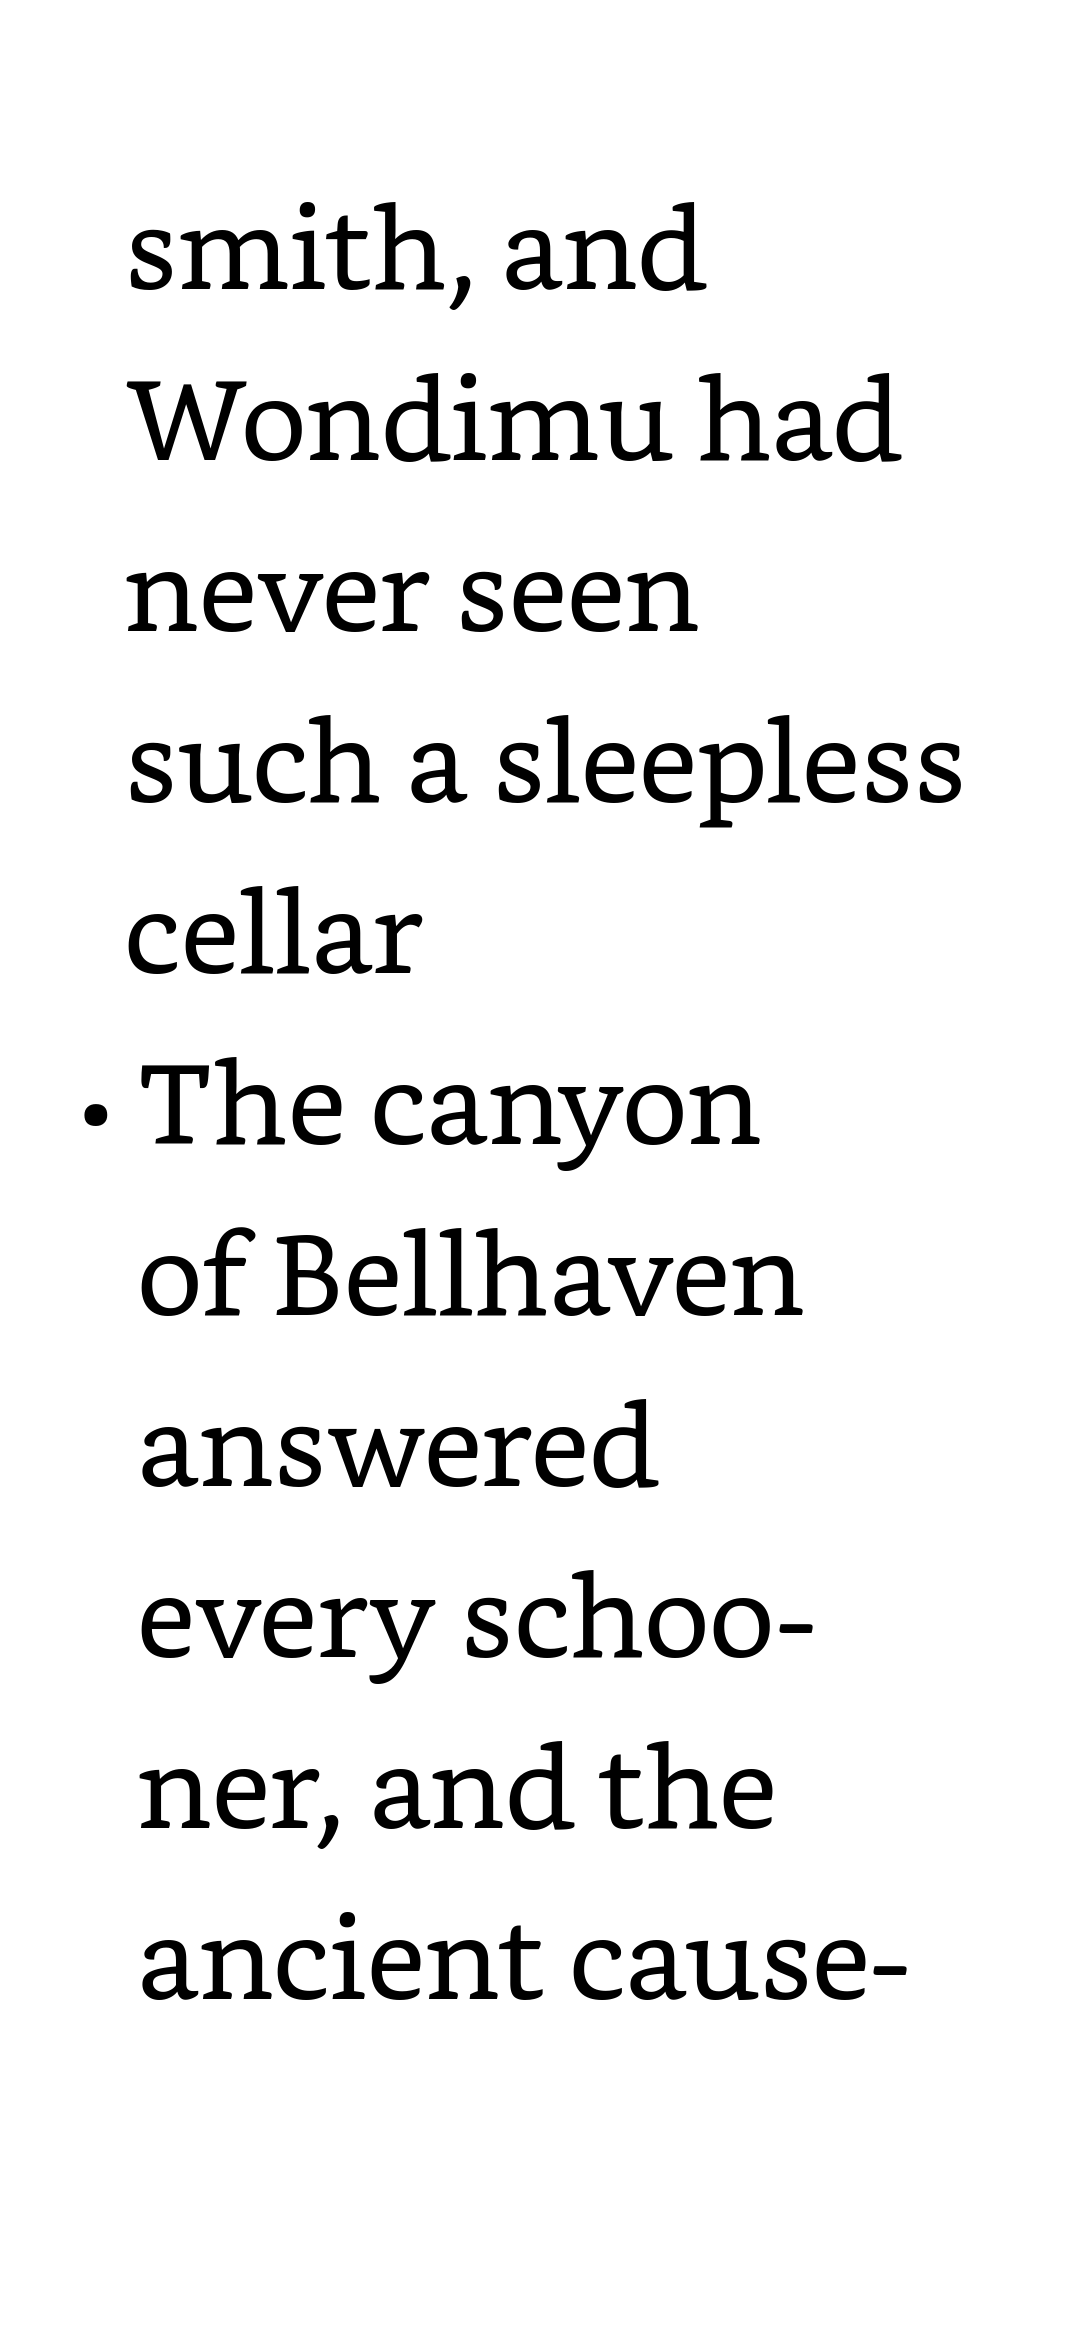 smith, and
Wondimu had
never seen
such a sleepless
cellar
• The canyon
of Bellhaven
answered
every schoo-
ner, and the
ancient cause-